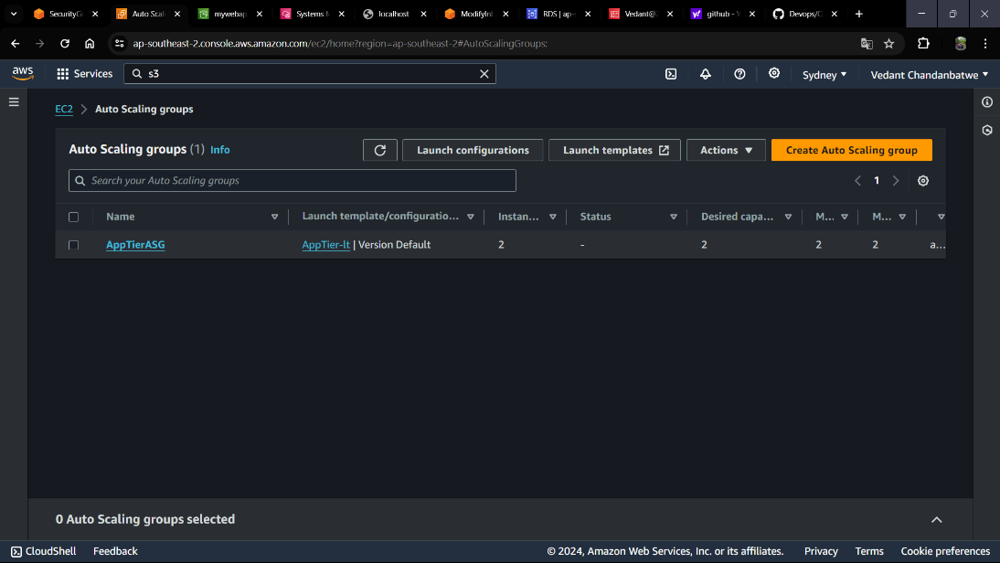 SecurityG
Auto Scali
mywebap
Systems M
localhost
ModifyInt
RDS | ap-
Vedant@
github - Y
Devops/C
ap-southeast-2.console.aws.amazon.com/ec2/home?region=ap-southeast-2#AutoScalingGroups:
aws
Services
s3
Sydney
Vedant Chandanbatwe
EC2
Auto Scaling groups
Auto Scaling groups (1) Info
Launch configurations
Launch templates
Actions
Create Auto Scaling group
Search your Auto Scaling groups
1
Name
Launch template/configuratio...
Instan...
Status
Desired capa...
M...
M...
AppTierASG
AppTier-lt | Version Default
2
-
2
2
2
a...
0 Auto Scaling groups selected
CloudShell
Feedback
© 2024, Amazon Web Services, Inc. or its affiliates.
Privacy
Terms
Cookie preferences